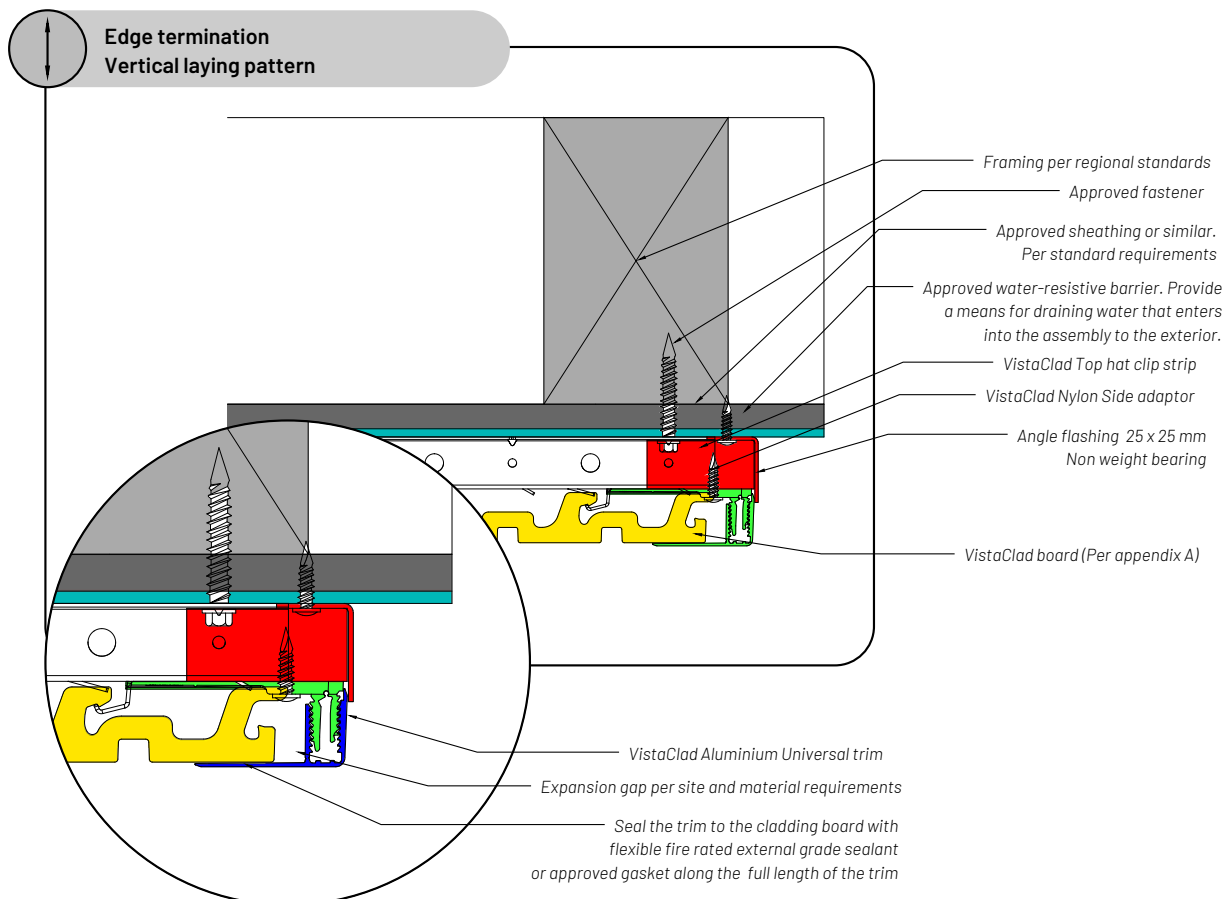 Edge termination
Vertical laying pattern
Framing per regional standards
Approved fastener
Approved sheathing or similar.
Per standard requirements
Approved water-resistive barrier. Provide
a means for draining water that enters
into the assembly to the exterior.
VistaClad Top hat clip strip
VistaClad Nylon Side adaptor
Angle flashing 25 x 25 mm
Non weight bearing
VistaClad board (Per appendix A)
VistaClad Aluminium Universal trim
Expansion gap per site and material requirements
Seal the trim to the cladding board with
flexible fire rated external grade sealant
or approved gasket along the full length of the trim